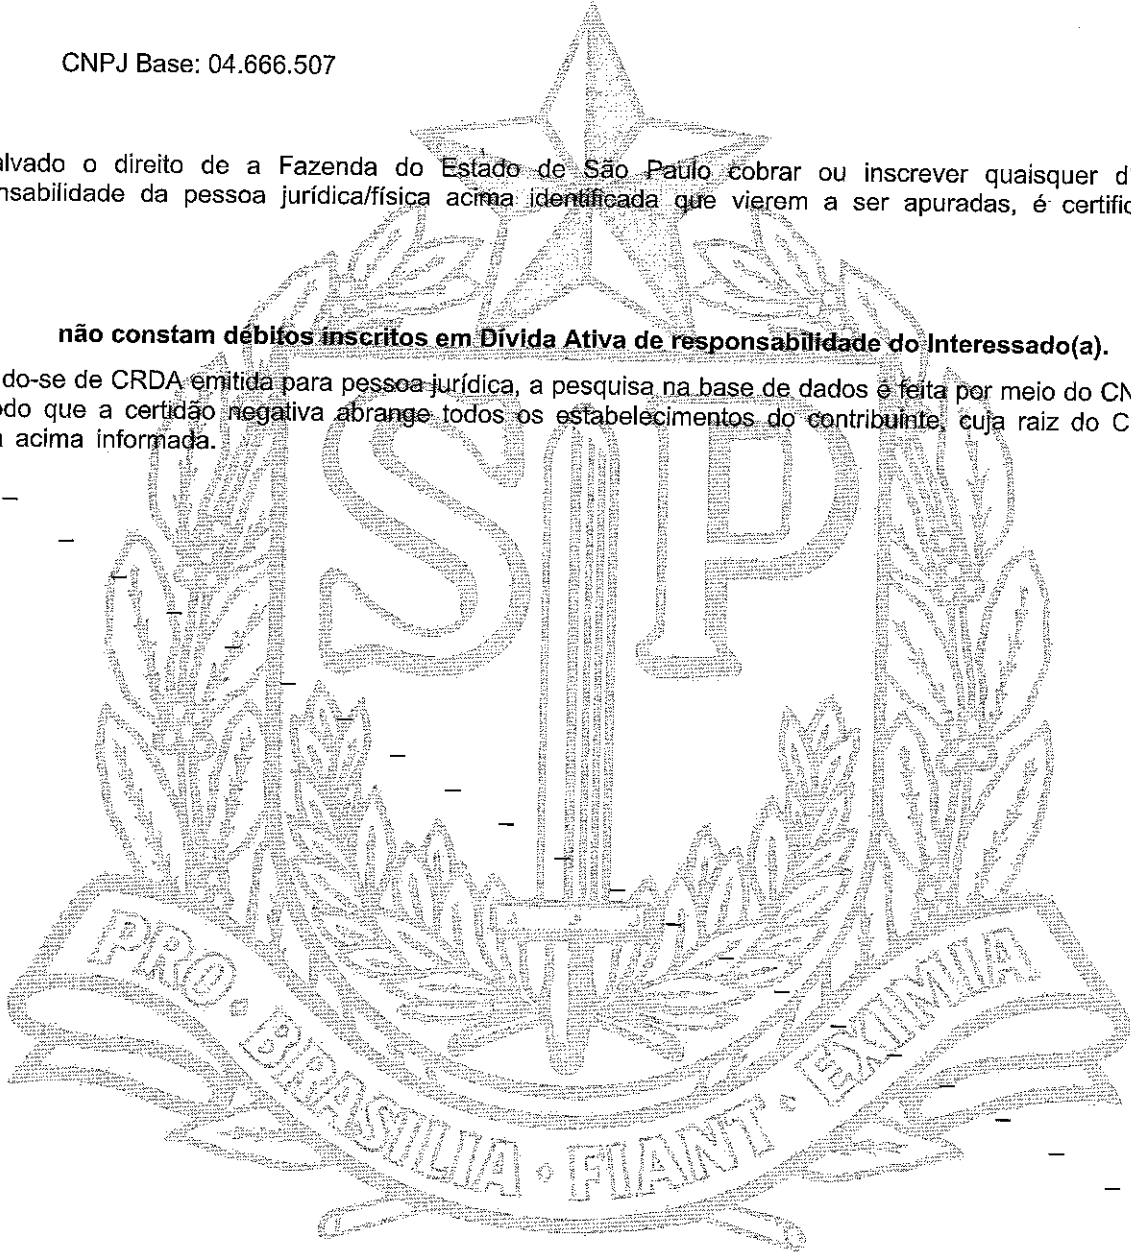 CNPJ Base: 04.666.507
alvado o direito de a Fazenda do Estado de São Paulo cobrar ou inscrever quaisquer d
nsabilidade da pessoa jurídica/física acima identificada que vierem a ser apuradas, é certific
não constam débitos inscritos em Dívida Ativa de responsabilidade do Interessado(a).
do-se de CRDA emitida para pessoa jurídica, a pesquisa na base de dados é feita por meio do CN
odo que a certidão negativa abrange todos os estabelecimentos do contribuinte, cuja raiz do C
a acima informada.
SP
PRO · BRASILIA · FIANT · EXIMIA